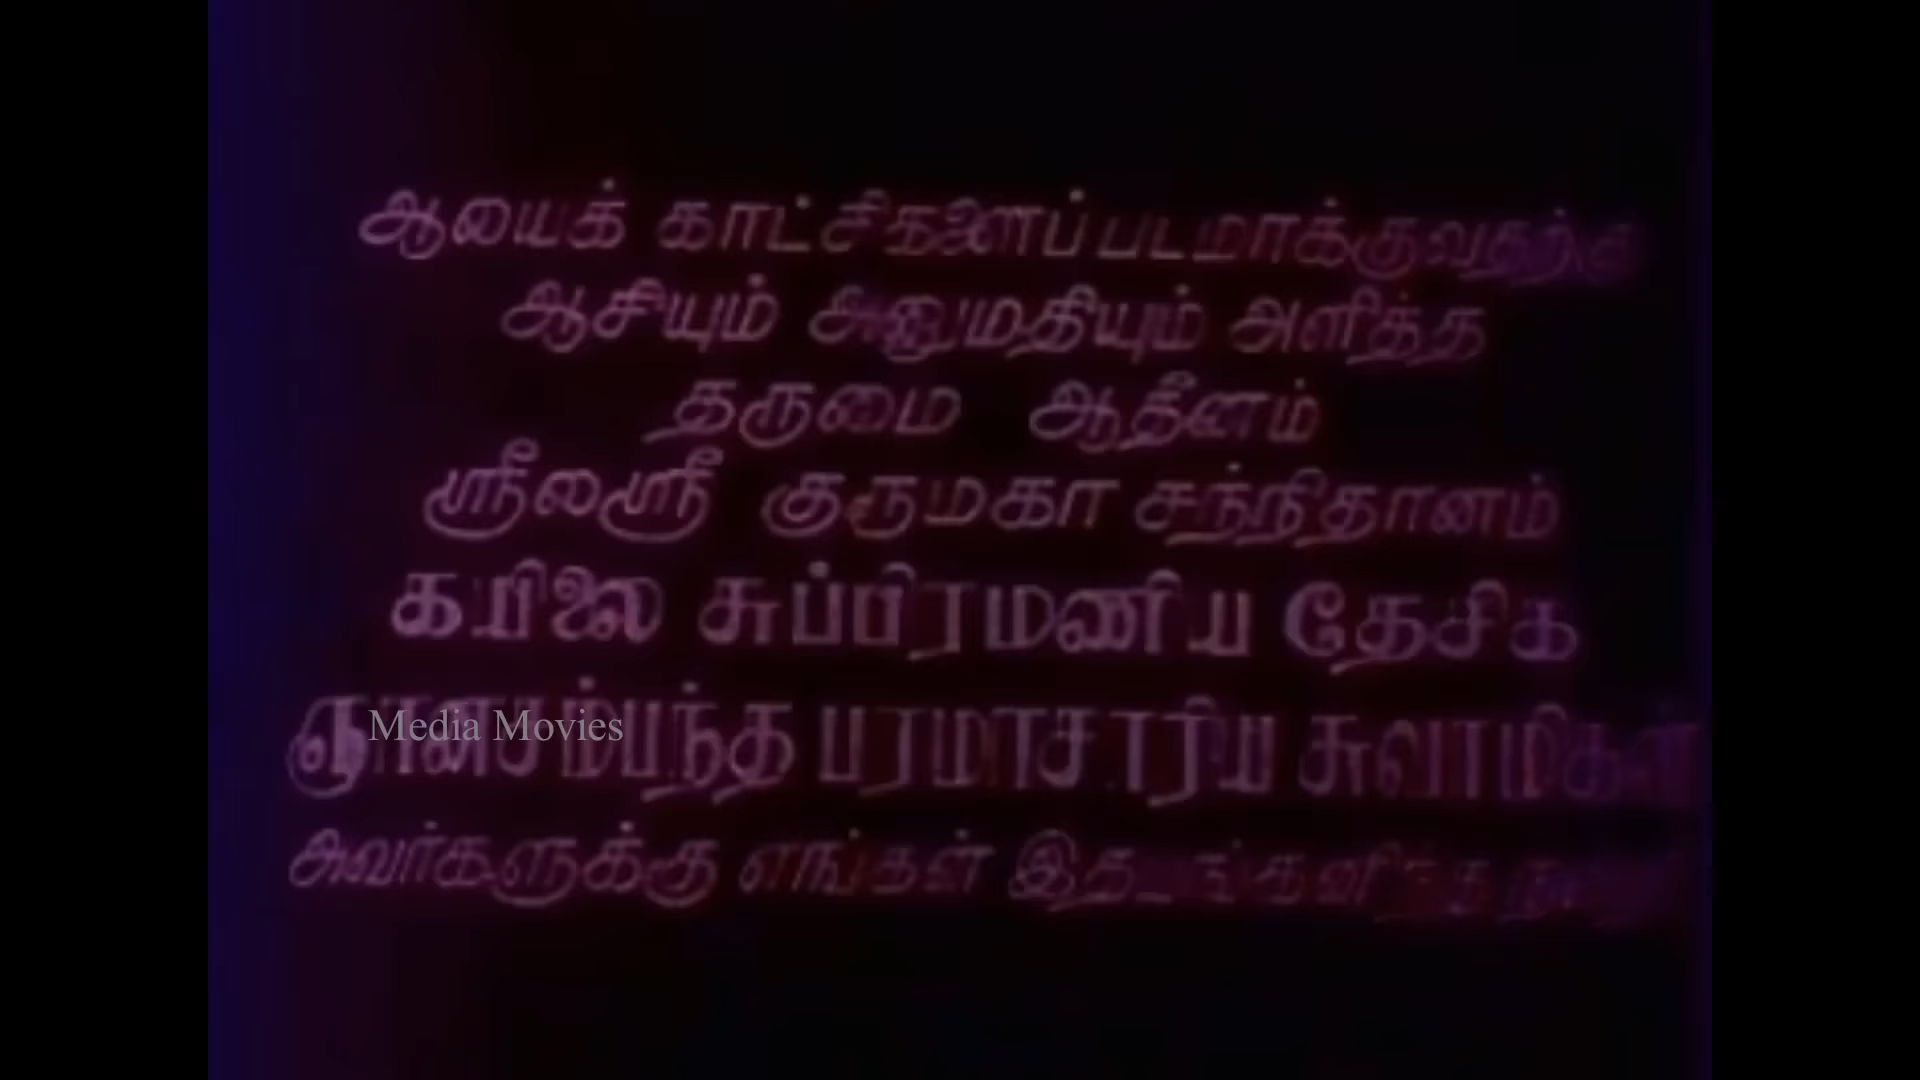 ஆலயக் காட்சிகளைப் படமாக்குவதற்கு
ஆசியும் அனுமதியும் அளித்த
தருமை ஆதீனம்
ஸ்ரீலஸ்ரீ குருமகா சந்நிதானம்
கயிலை சுப்பிரமணிய தேசிக
ஞானசம்பந்த பரமாசாரிய சுவாமிகள்
Media Movies
அவர்களுக்கு எங்கள் இதயங்கனிந்த